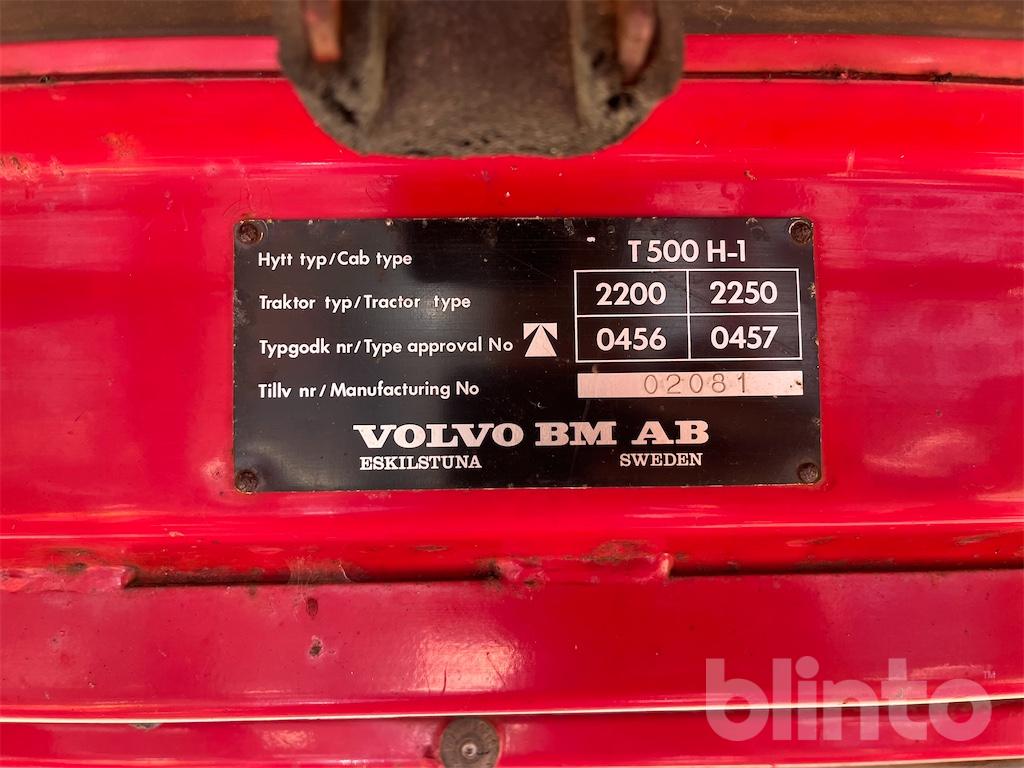 Hytt typ/Cab type T 500 H-1
Traktor typ/Tractor type 2200 2250
Typgodk nr/Type approval No 0456 0457
Tillv nr/Manufacturing No 02081
VOLVO BM AB
ESKILSTUNA SWEDEN
blinto™